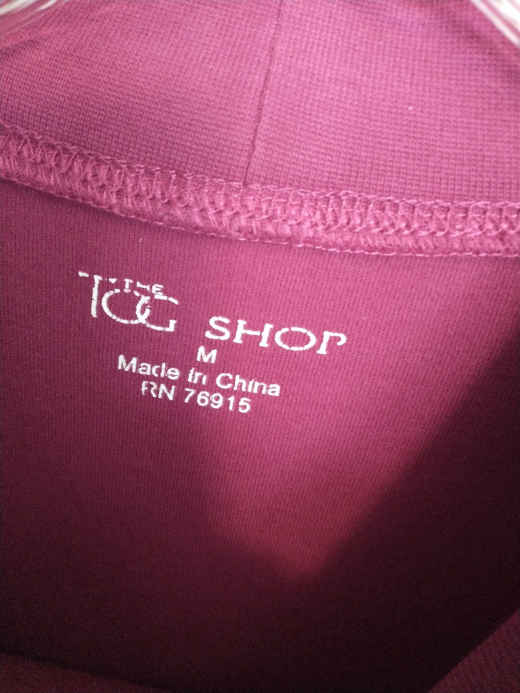 THE
TOG SHOP
M
Made in China
RN 76915